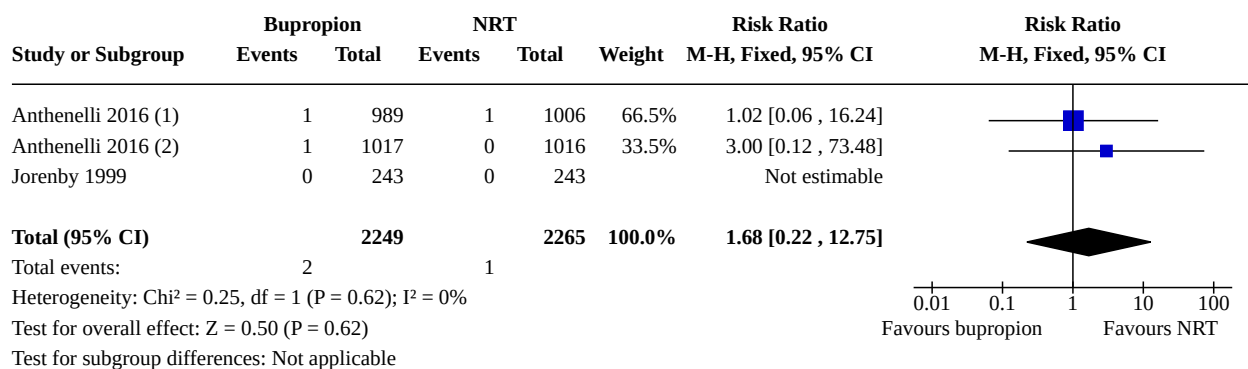 Bupropion NRT Risk Ratio Risk Ratio
Study or Subgroup Events Total Events Total Weight M-H, Fixed, 95% CI M-H, Fixed, 95% CI
Anthenelli 2016 (1) 1 989 1 1006 66.5% 1.02 [0.06 , 16.24]
Anthenelli 2016 (2) 1 1017 0 1016 33.5% 3.00 [0.12 , 73.48]
Jorenby 1999 0 243 0 243 Not estimable
Total (95% CI) 2249 2265 100.0% 1.68 [0.22 , 12.75]
Total events: 2 1
Heterogeneity: Chi² = 0.25, df = 1 (P = 0.62); I² = 0%
0.01 0.1 1 10 100
Test for overall effect: Z = 0.50 (P = 0.62)
Favours bupropion Favours NRT
Test for subgroup differences: Not applicable